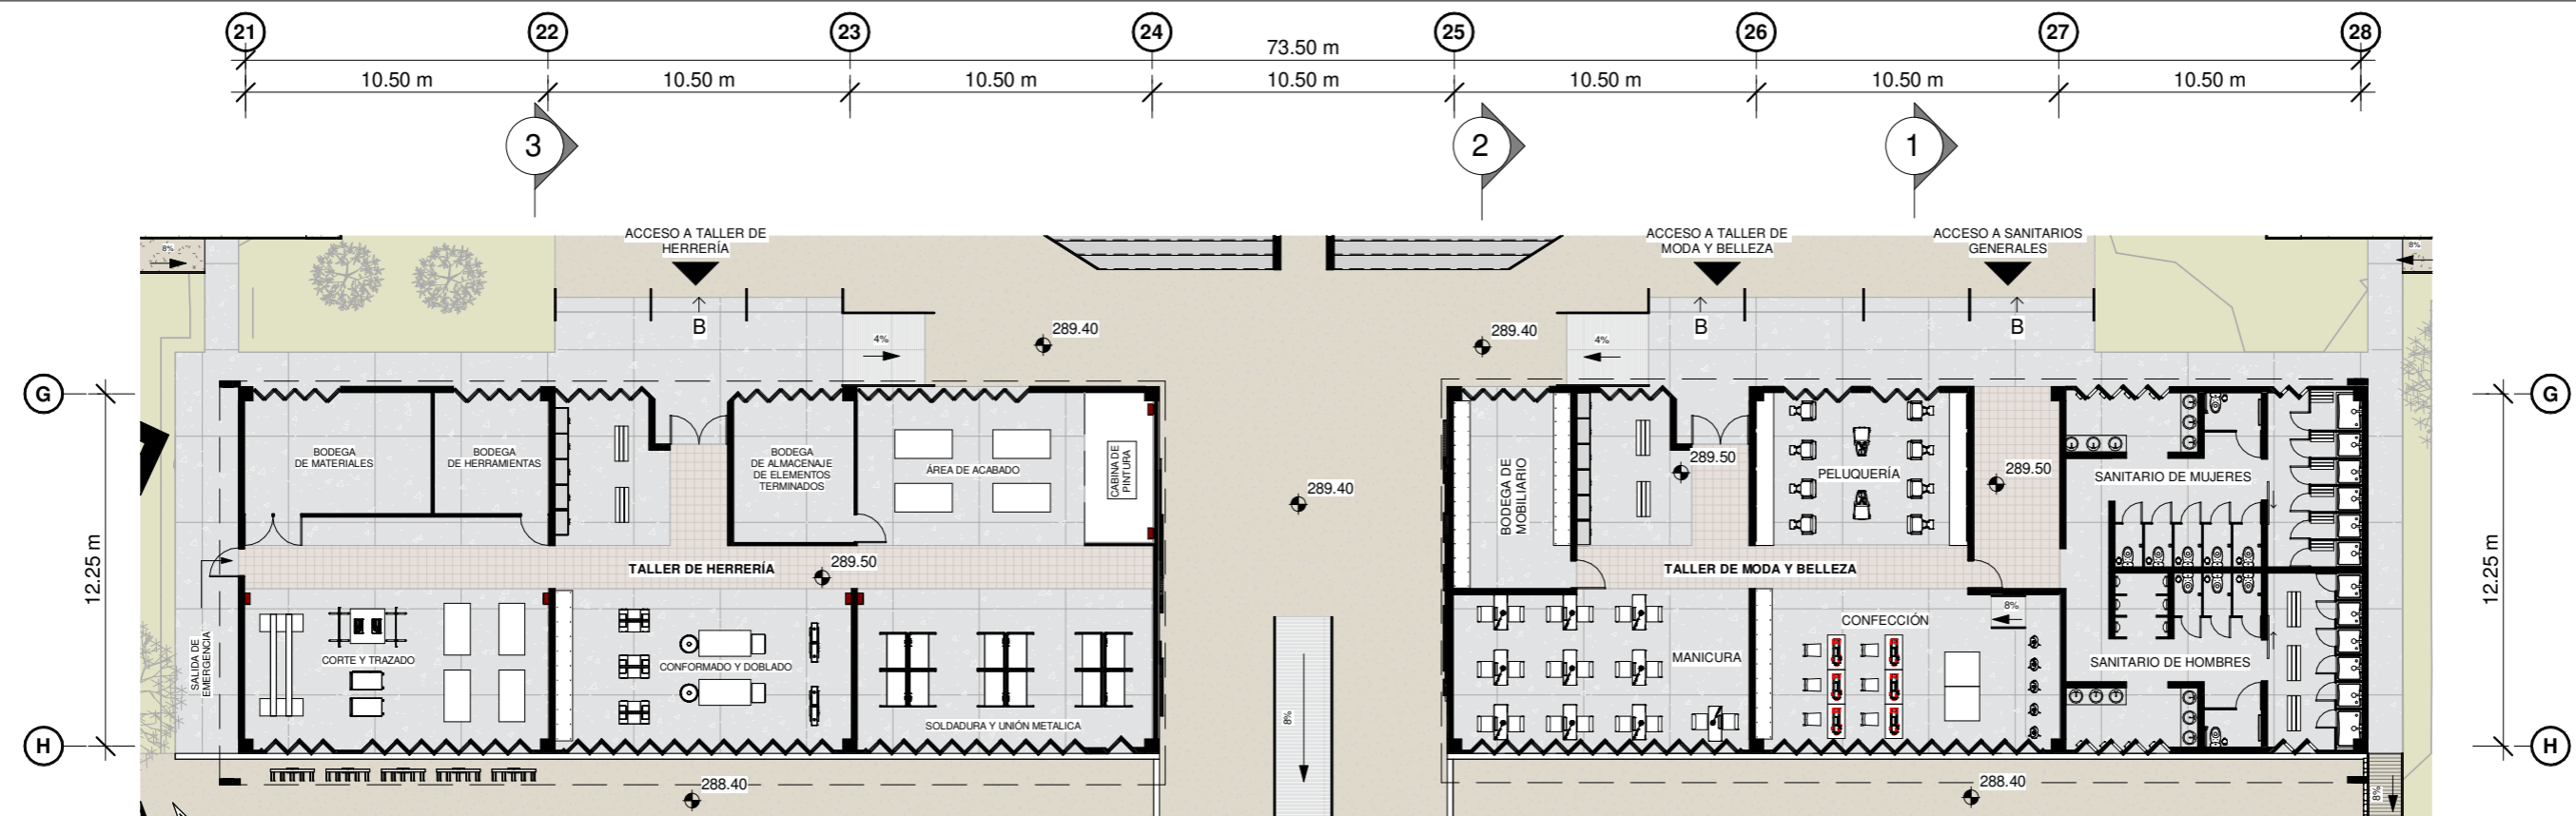 21 22 23 24 25 26 27 28
73.50 m
10.50 m 10.50 m 10.50 m 10.50 m 10.50 m 10.50 m 10.50 m
3 2 1
ACCESO A TALLER DE
HERRERÍA
ACCESO A TALLER DE
MODA Y BELLEZA
ACCESO A SANITARIOS
GENERALES
8%
8%
B
B
B
289.40
289.40
4%
4%
G
G
BODEGA
DE MATERIALES
BODEGA
DE HERRAMIENTAS
BODEGA
DE ALMACENAJE
DE ELEMENTOS
TERMINADOS
ÁREA DE ACABADO
CABINA DE
PINTURA
289.40
BODEGA DE
MOBILIARIO
289.50
PELUQUERÍA
289.50
SANITARIO DE MUJERES
12.25 m
12.25 m
TALLER DE HERRERÍA
289.50
TALLER DE MODA Y BELLEZA
SALIDA DE
EMERGENCIA
CORTE Y TRAZADO
CONFORMADO Y DOBLADO
SOLDADURA Y UNIÓN METALICA
MANICURA
CONFECCIÓN
8%
SANITARIO DE HOMBRES
8%
H
H
288.40
288.40
8%